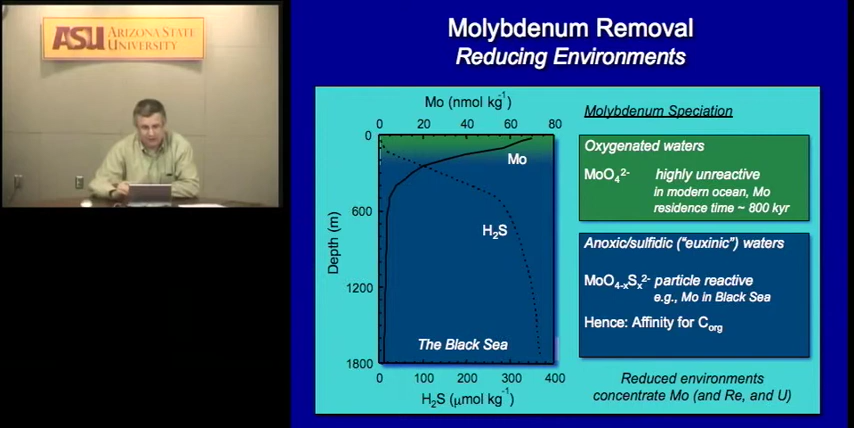 ASU ARIZONA STATE
UNIVERSITY
Molybdenum Removal
Reducing Environments
Mo (nmol kg⁻¹)
0 20 40 60 80
0
600
1200
1800
Depth (m)
Mo
H₂S
The Black Sea
0 100 200 300 400
H₂S (μmol kg⁻¹)
Molybdenum Speciation
Oxygenated waters
MoO₄²⁻ highly unreactive
in modern ocean, Mo
residence time ~ 800 kyr
Anoxic/sulfidic ("euxinic") waters
MoO₄₋ₓSₓ²⁻ particle reactive
e.g., Mo in Black Sea
Hence: Affinity for Corg
Reduced environments
concentrate Mo (and Re, and U)